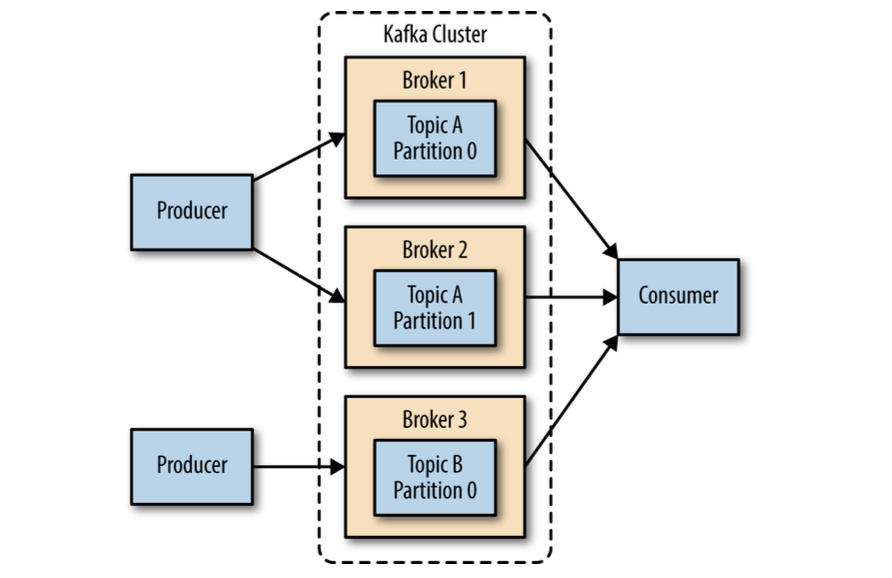 Kafka Cluster
Broker 1
Topic A
Partition 0
Producer
Broker 2
Topic A
Partition 1
Consumer
Broker 3
Producer
Topic B
Partition 0